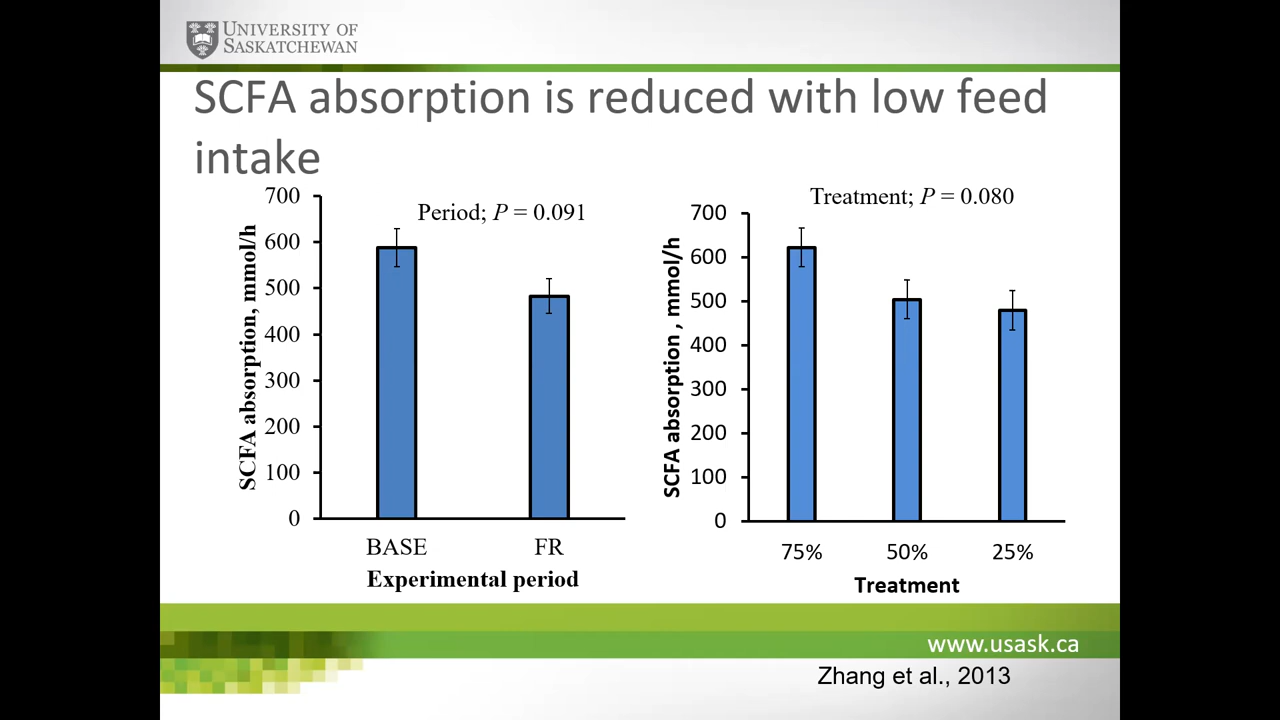 UNIVERSITY OF
SASKATCHEWAN
SCFA absorption is reduced with low feed
intake
SCFA absorption, mmol/h
700
600
500
400
300
200
100
0
Period; P = 0.091
BASE FR
Experimental period
SCFA absorption , mmol/h
700
600
500
400
300
200
100
0
Treatment; P = 0.080
75% 50% 25%
Treatment
www.usask.ca
Zhang et al., 2013